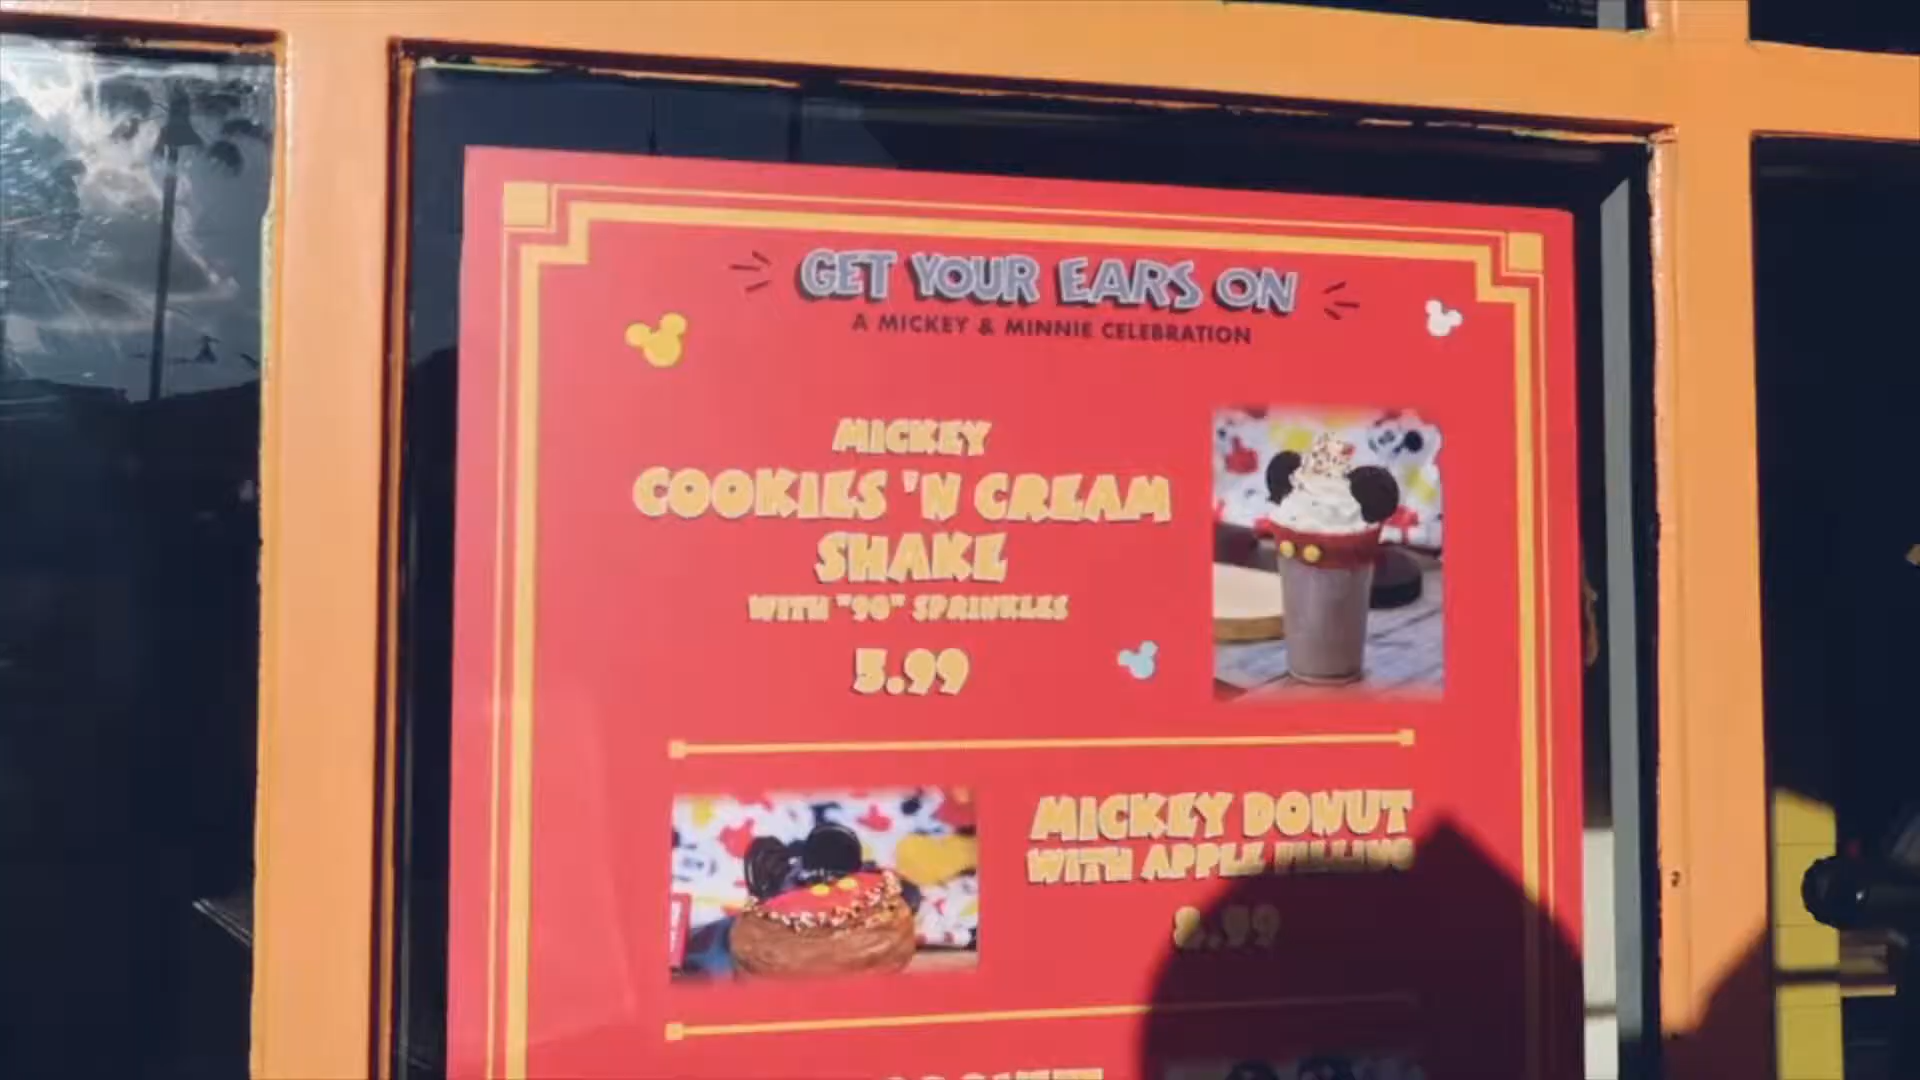 GET YOUR EARS ON
A MICKEY & MINNIE CELEBRATION
MICKEY
COOKIES 'N CREAM
SHAKE
WITH "90" SPRINKLES
5.99
MICKEY DONUT
WITH APPLE FILLING